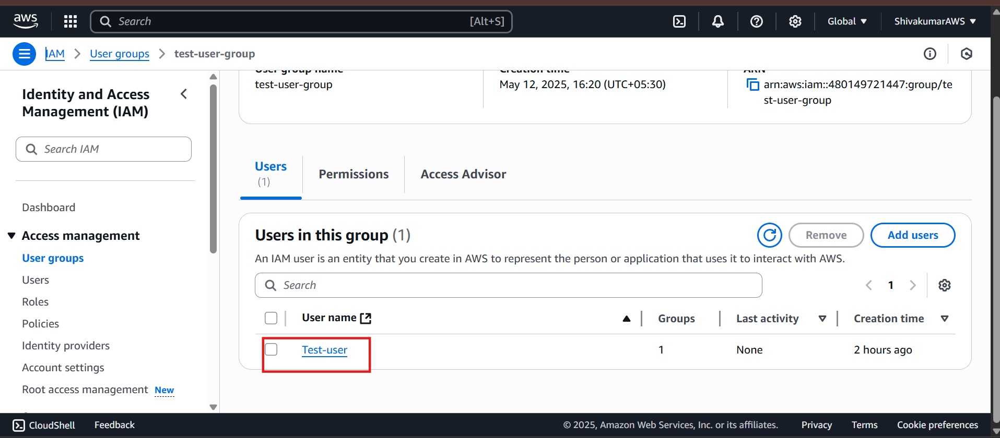 aws
Search
[Alt+S]
Global
ShivakumarAWS
IAM
User groups
test-user-group
Identity and Access
Management (IAM)
Search IAM
Dashboard
Access management
User groups
Users
Roles
Policies
Identity providers
Account settings
Root access management New
User group name
test-user-group
Creation time
May 12, 2025, 16:20 (UTC+05:30)
ARN
arn:aws:iam::480149721447:group/te
st-user-group
Users
(1)
Permissions
Access Advisor
Users in this group (1)
Remove
Add users
An IAM user is an entity that you create in AWS to represent the person or application that uses it to interact with AWS.
Search
1
User name
Groups
Last activity
Creation time
Test-user
1
None
2 hours ago
CloudShell
Feedback
© 2025, Amazon Web Services, Inc. or its affiliates.
Privacy
Terms
Cookie preferences